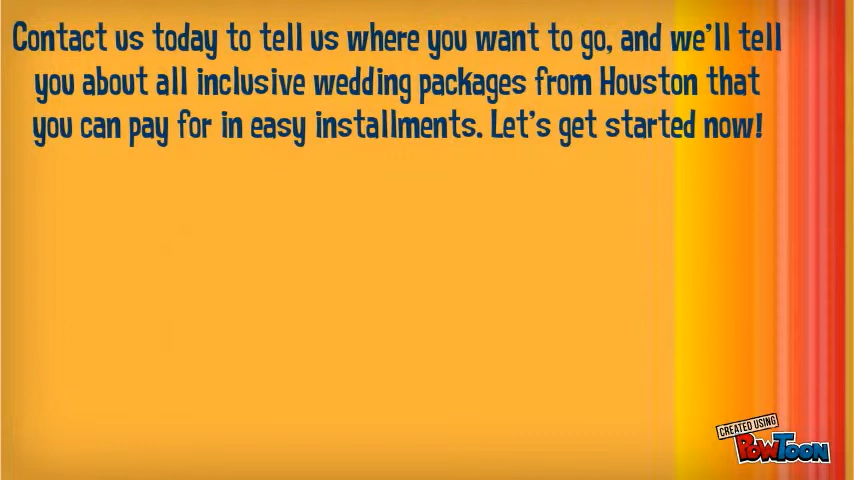 Contact us today to tell us where you want to go, and we'll tell
you about all inclusive wedding packages from Houston that
you can pay for in easy installments. Let's get started now!
CREATED USING
POWTOON